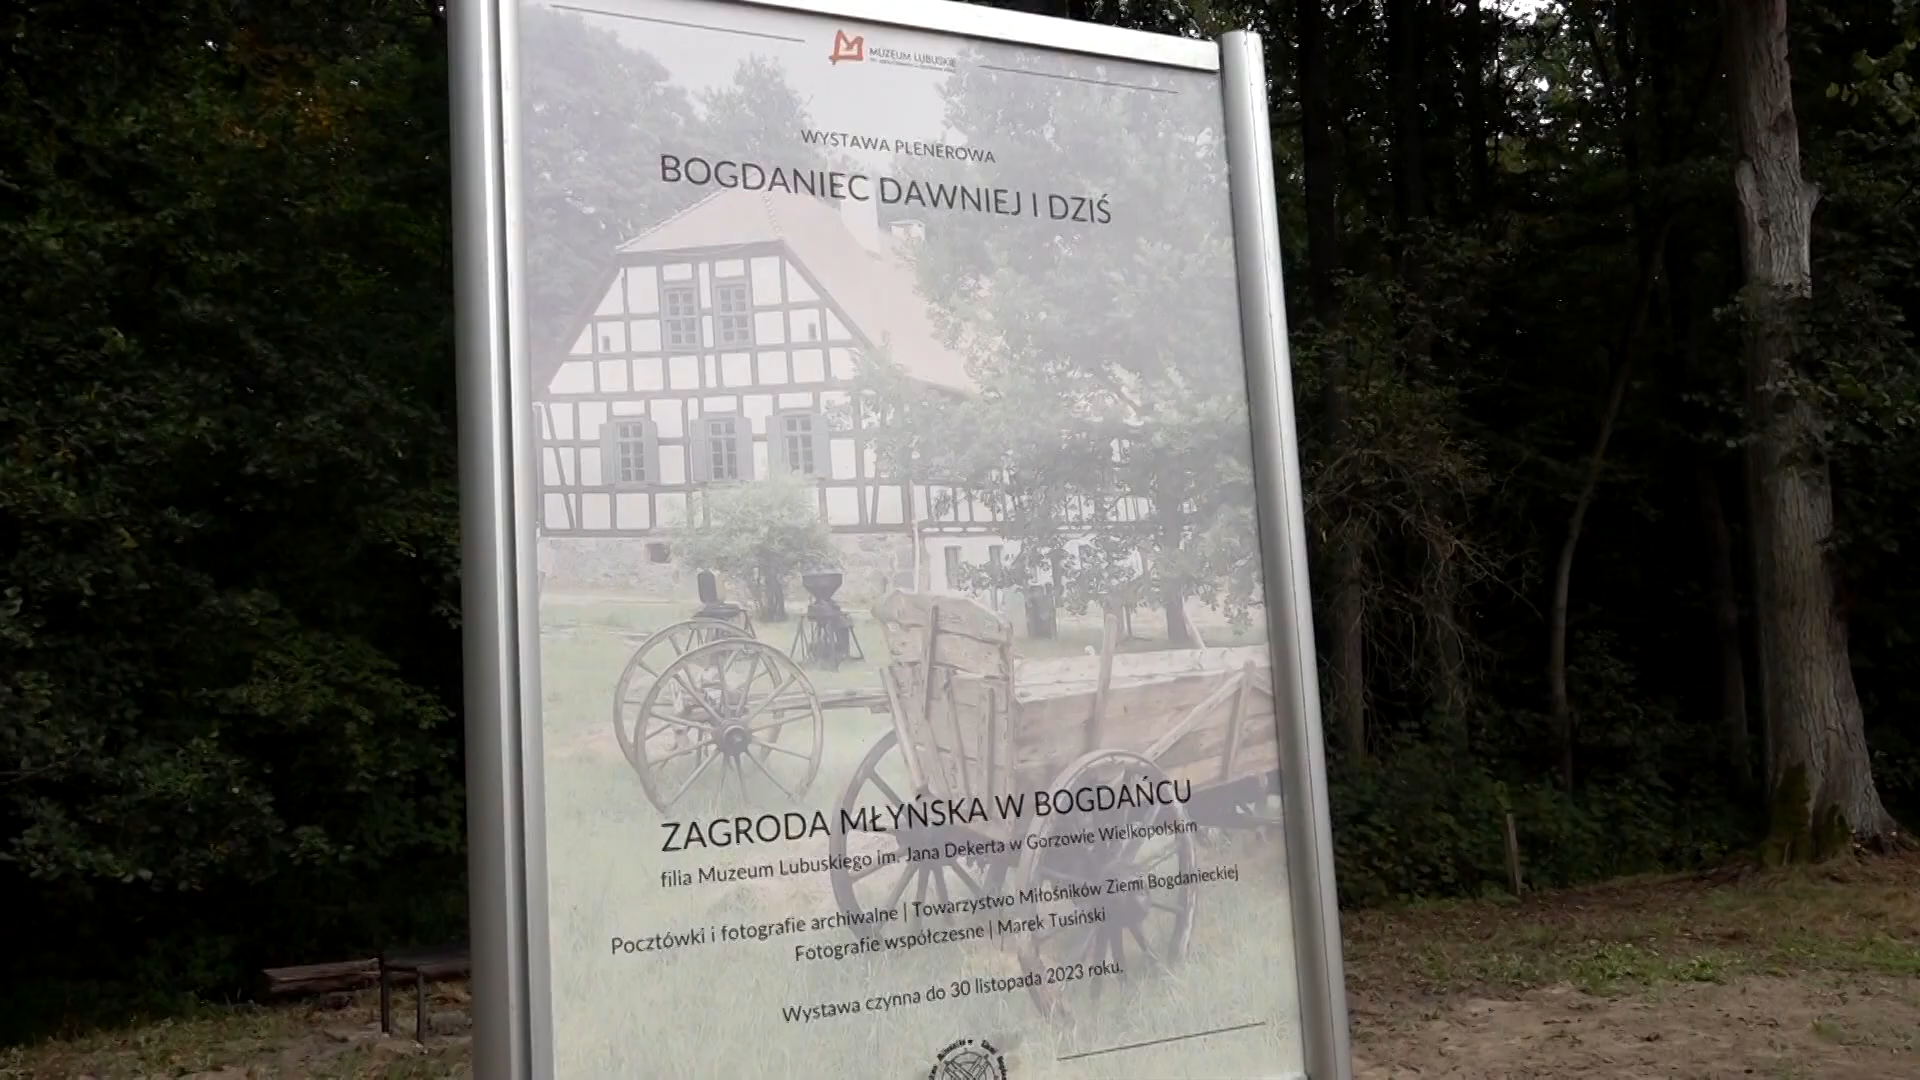 MUZEUM LUBUSKIE
WYSTAWA PLENEROWA
BOGDANIEC DAWNIEJ I DZIŚ
ZAGRODA MŁYŃSKA W BOGDAŃCU
filia Muzeum Lubuskiego im. Jana Dekerta w Gorzowie Wielkopolskim
Pocztówki i fotografie archiwalne | Towarzystwo Miłośników Ziemi Bogdanieckiej
Fotografie współczesne | Marek Tusiński
Wystawa czynna do 30 listopada 2023 roku.